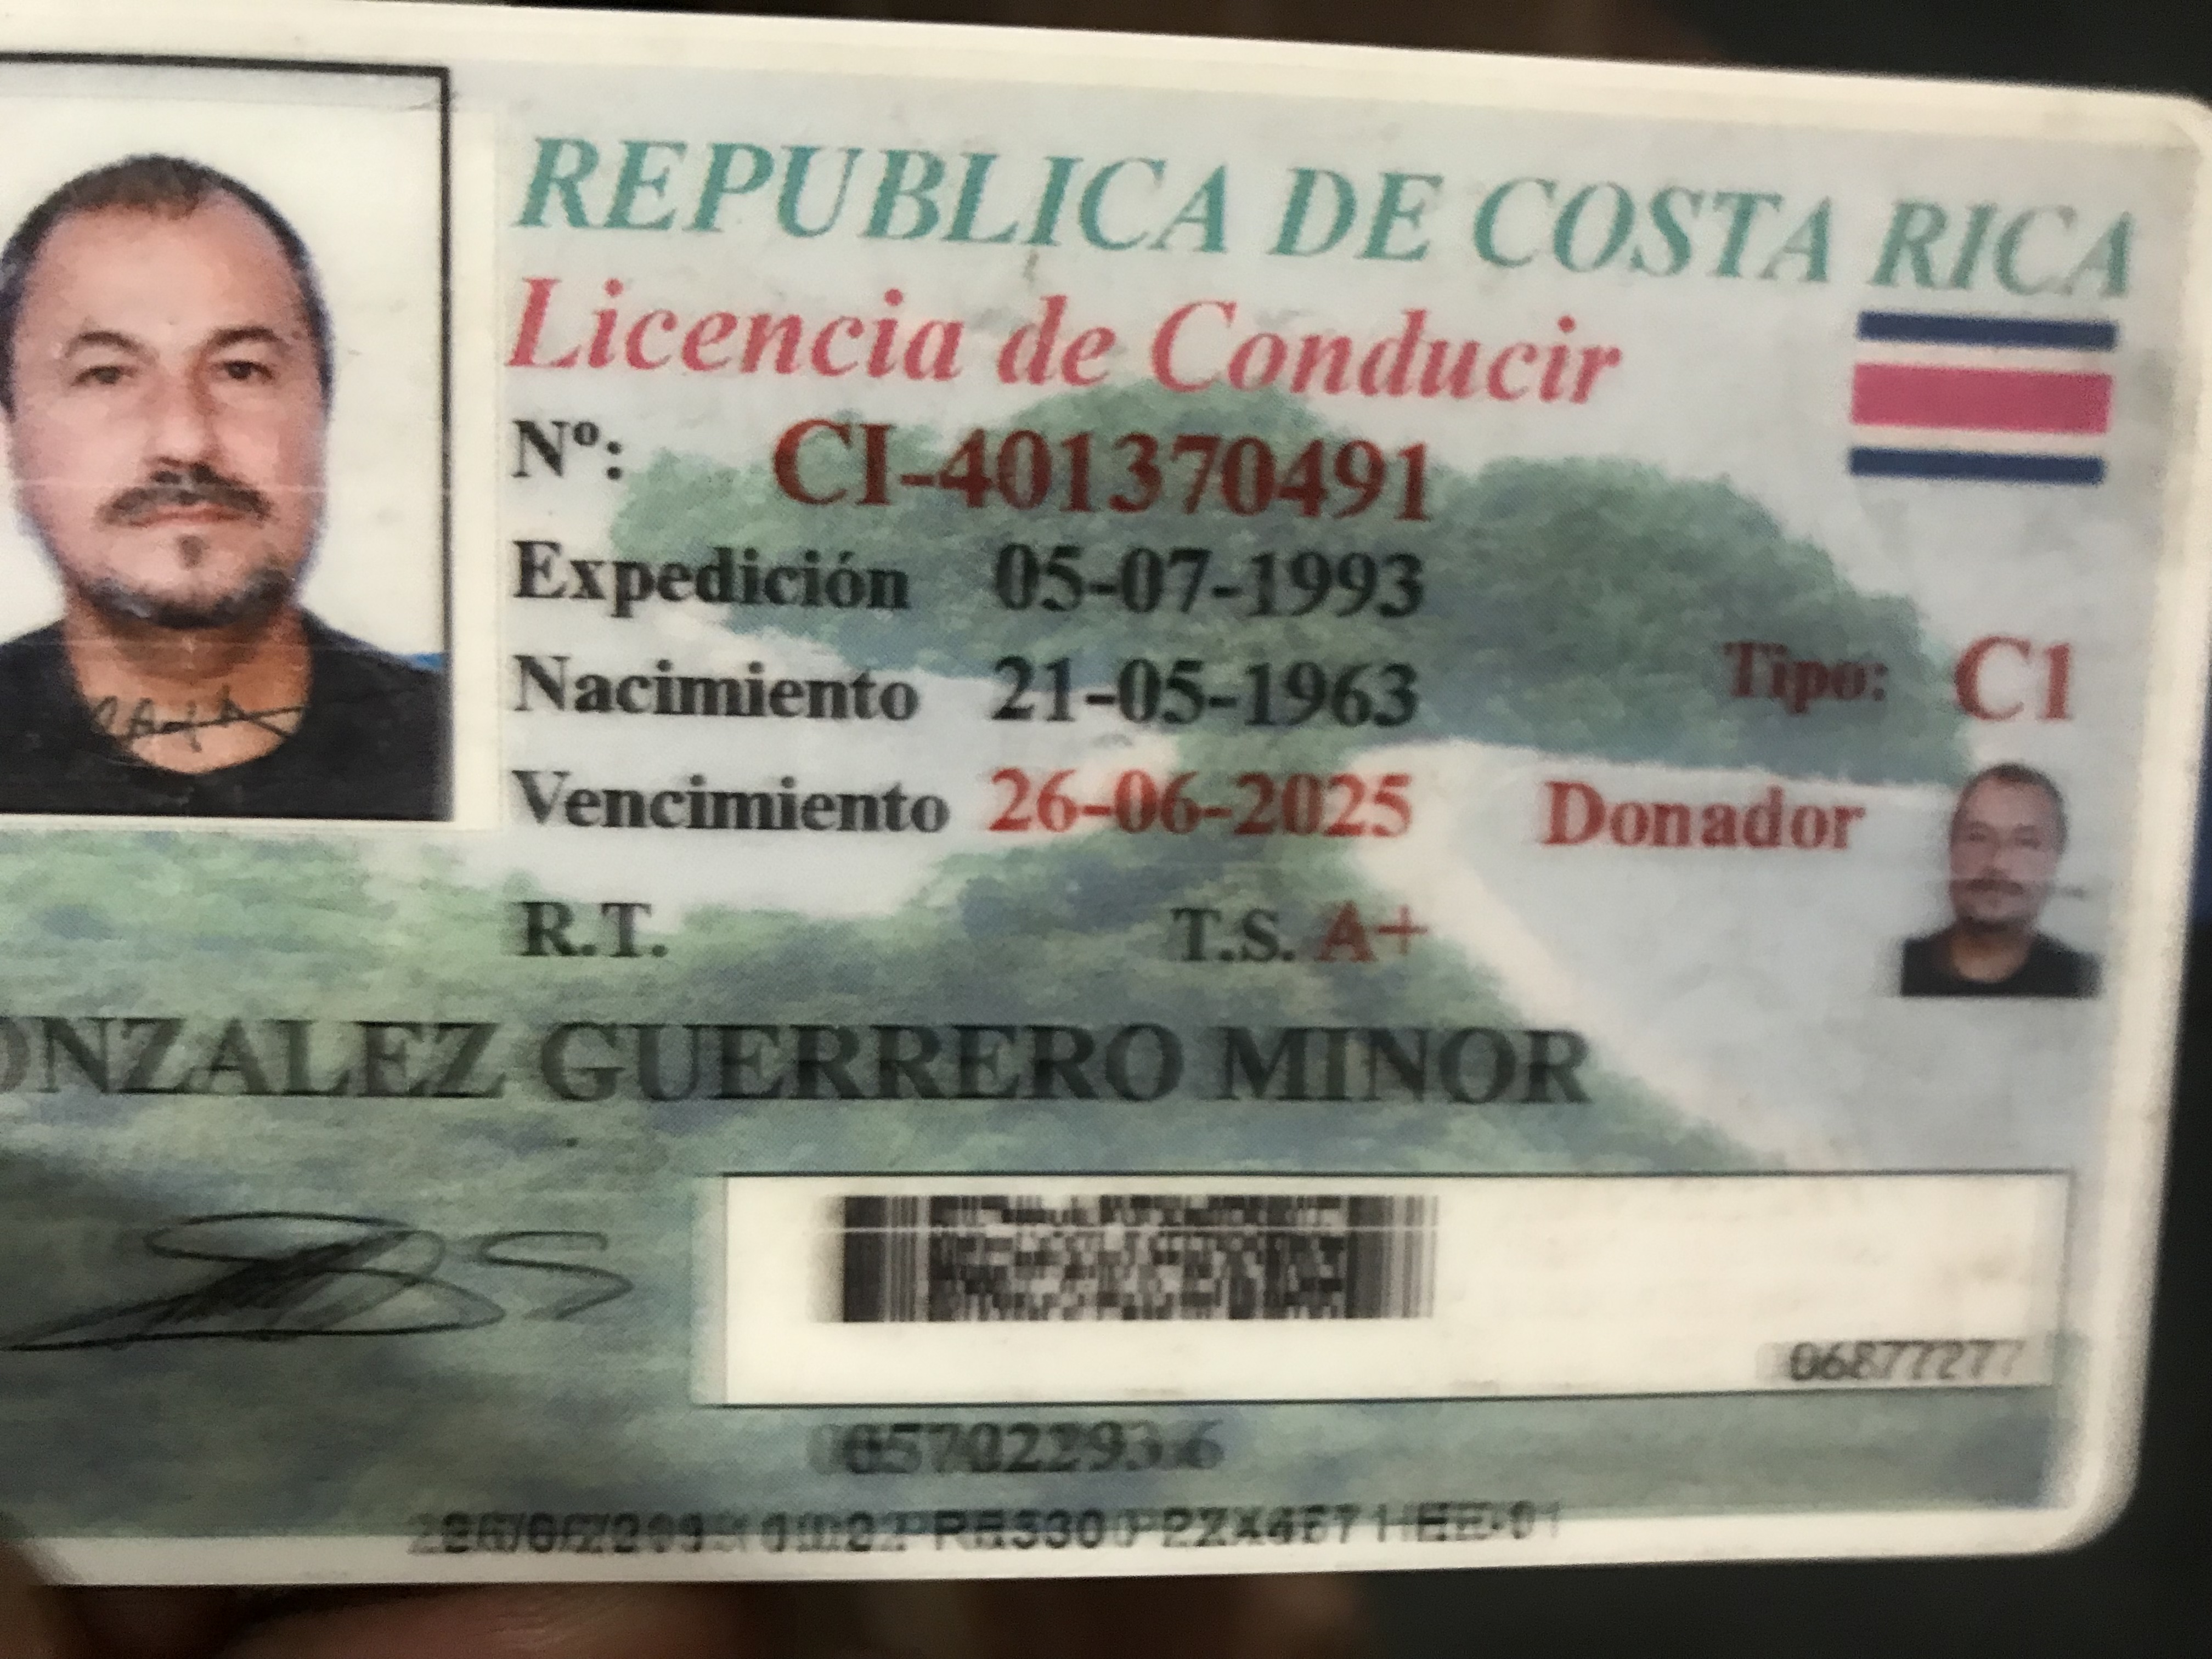 REPUBLICA DE COSTA RICA
Licencia de Conducir
Nº: CI-401370491
Expedición 05-07-1993
Nacimiento 21-05-1963
Tipo: C1
Vencimiento 26-06-2025
Donador
R.T. T.S. A+
ONZALEZ GUERRERO MINOR